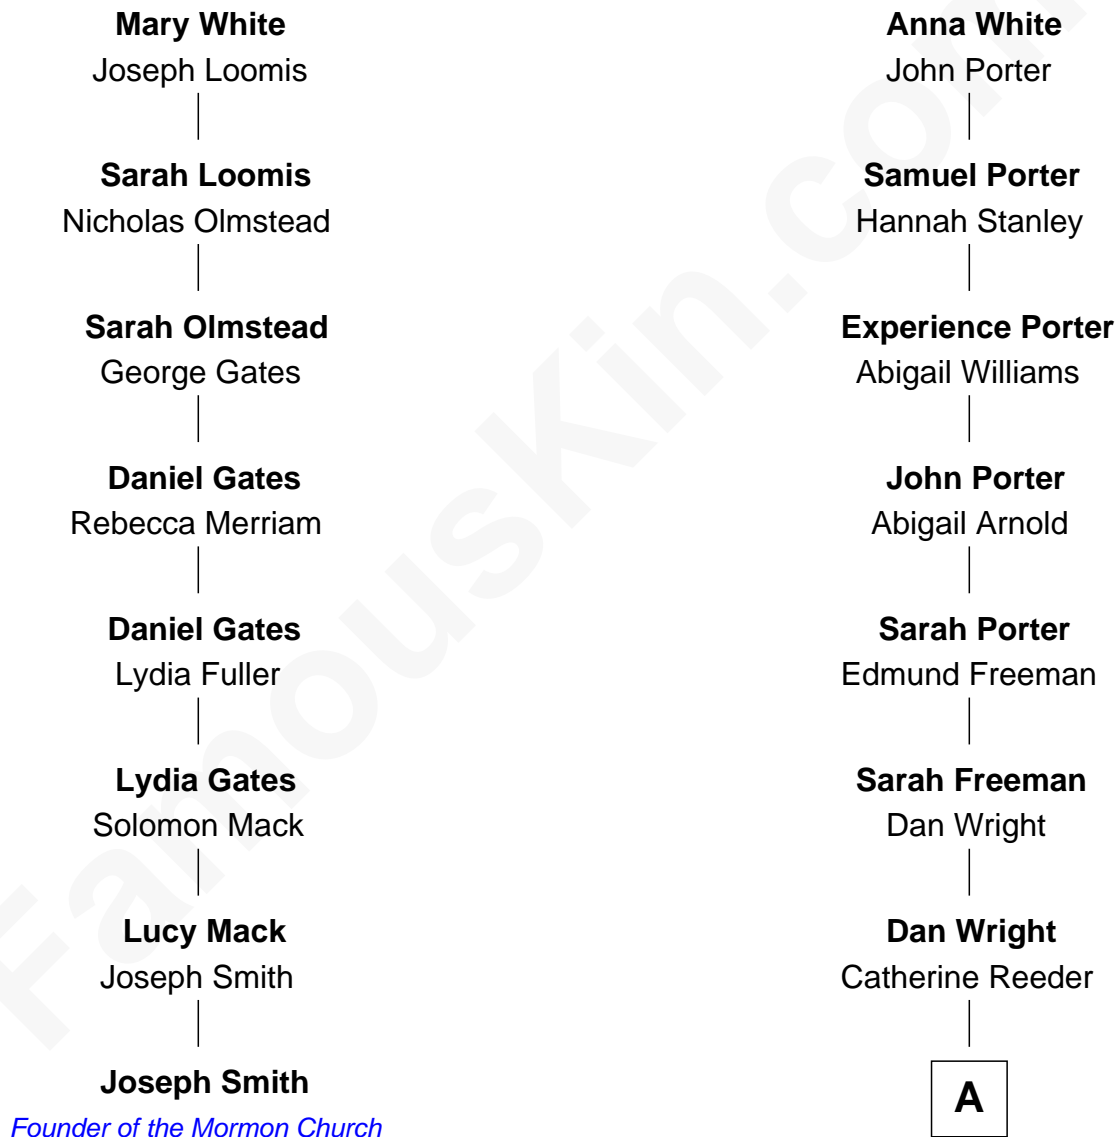 Mary White
Joseph Loomis
Sarah Loomis
Nicholas Olmstead
Sarah Olmstead
George Gates
Daniel Gates
Rebecca Merriam
Daniel Gates
Lydia Fuller
Lydia Gates
Solomon Mack
Lucy Mack
Joseph Smith
Joseph Smith
Founder of the Mormon Church
Anna White
John Porter
Samuel Porter
Hannah Stanley
Experience Porter
Abigail Williams
John Porter
Abigail Arnold
Sarah Porter
Edmund Freeman
Sarah Freeman
Dan Wright
Dan Wright
Catherine Reeder
A
FamousKin.com